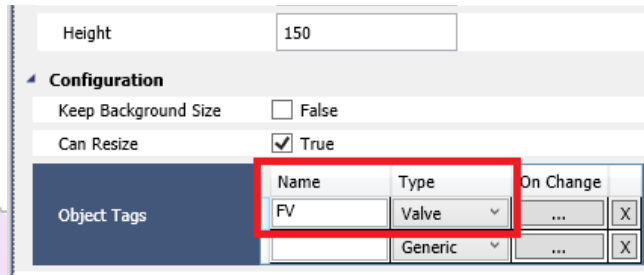 Height 150
Configuration
Keep Background Size False
Can Resize True
Name Type On Change
Object Tags
FV Valve ... X
Generic ... X